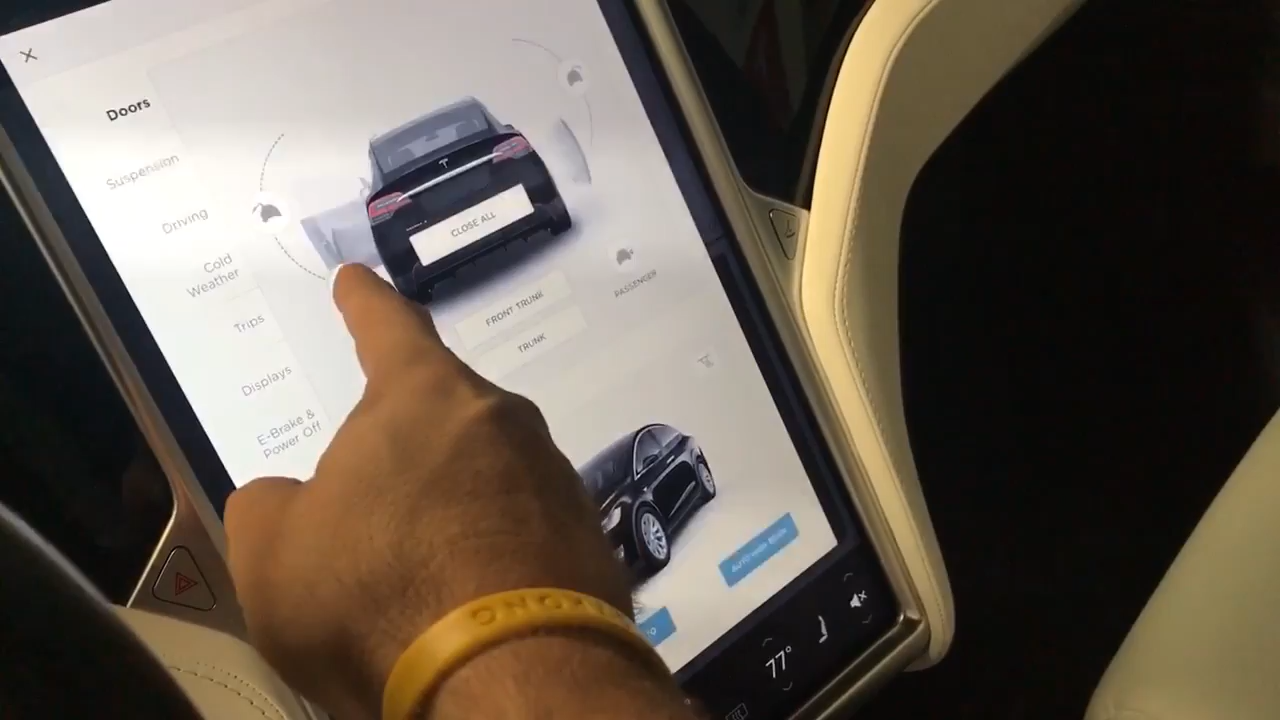 Doors
Suspension
Driving
Cold
Weather
Trips
Displays
E-Brake &
Power Off
CLOSE ALL
FRONT TRUNK
TRUNK
PASSENGER
77°